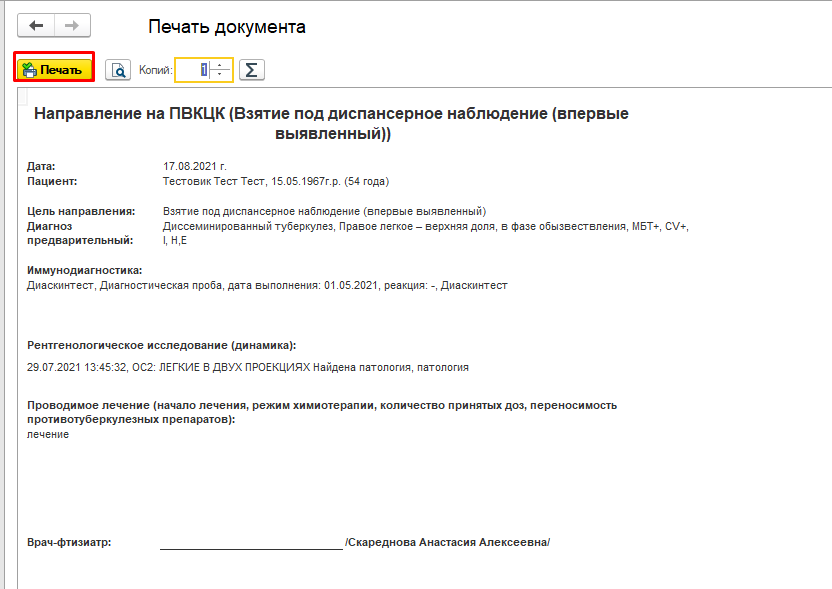 Печать документа
Печать
Копий: 1
Направление на ПВКЦК (Взятие под диспансерное наблюдение (впервые
выявленный))
Дата: 17.08.2021 г.
Пациент: Тестовик Тест Тест, 15.05.1967г.р. (54 года)
Цель направления: Взятие под диспансерное наблюдение (впервые выявленный)
Диагноз Диссеминированный туберкулез, Правое легкое – верхняя доля, в фазе обызвествления, МБТ+, CV+,
предварительный: I, H,E
Иммунодиагностика:
Диаскинтест, Диагностическая проба, дата выполнения: 01.05.2021, реакция: -, Диаскинтест
Рентгенологическое исследование (динамика):
29.07.2021 13:45:32, ОС2: ЛЕГКИЕ В ДВУХ ПРОЕКЦИЯХ Найдена патология, патология
Проводимое лечение (начало лечения, режим химиотерапии, количество принятых доз, переносимость
противотуберкулезных препаратов):
лечение
Врач-фтизиатр: /Скареднова Анастасия Алексеевна/